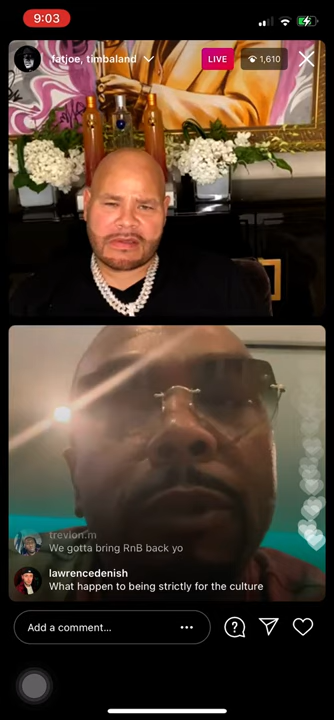 9:03
fatjoe, timbaland
LIVE
1,610
trevion.m
We gotta bring RnB back yo
lawrencedenish
What happen to being strictly for the culture
Add a comment...